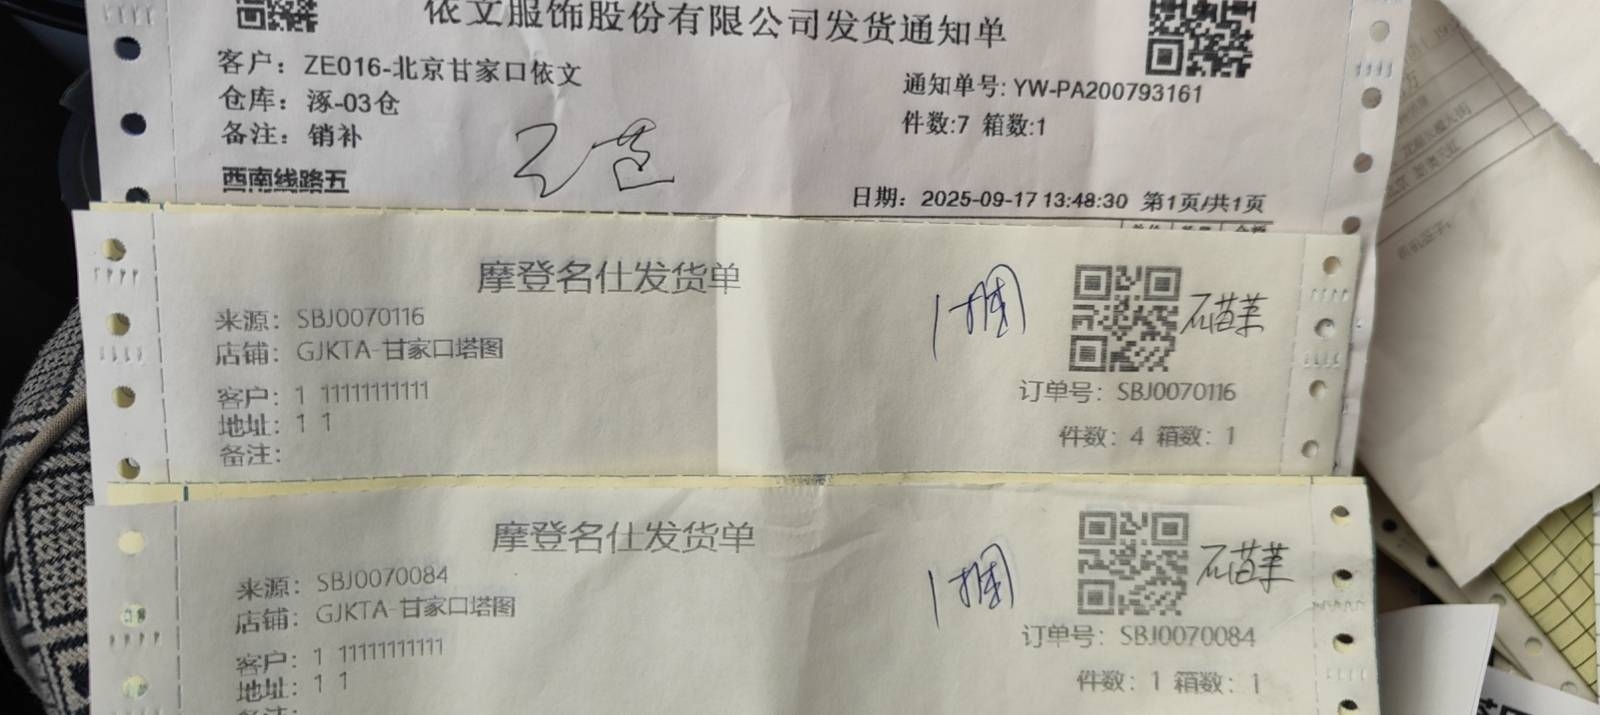 依文服饰股份有限公司发货通知单
客户：ZE016-北京甘家口依文
仓库：涿-03仓
备注：销补
西南线路五
通知单号：YW-PA200793161
件数:7 箱数:1
日期：2025-09-17 13:48:30 第1页/共1页
摩登名仕发货单
来源：SBJ0070116
店铺：GJKTA-甘家口塔图
客户：1 11111111111
地址：1 1
备注：
1捆
石苗苯
订单号：SBJ0070116
件数：4 箱数：1
摩登名仕发货单
来源：SBJ0070084
店铺：GJKTA-甘家口塔图
客户：1 11111111111
地址：1 1
备注：
1捆
石苗苯
订单号：SBJ0070084
件数：1 箱数：1